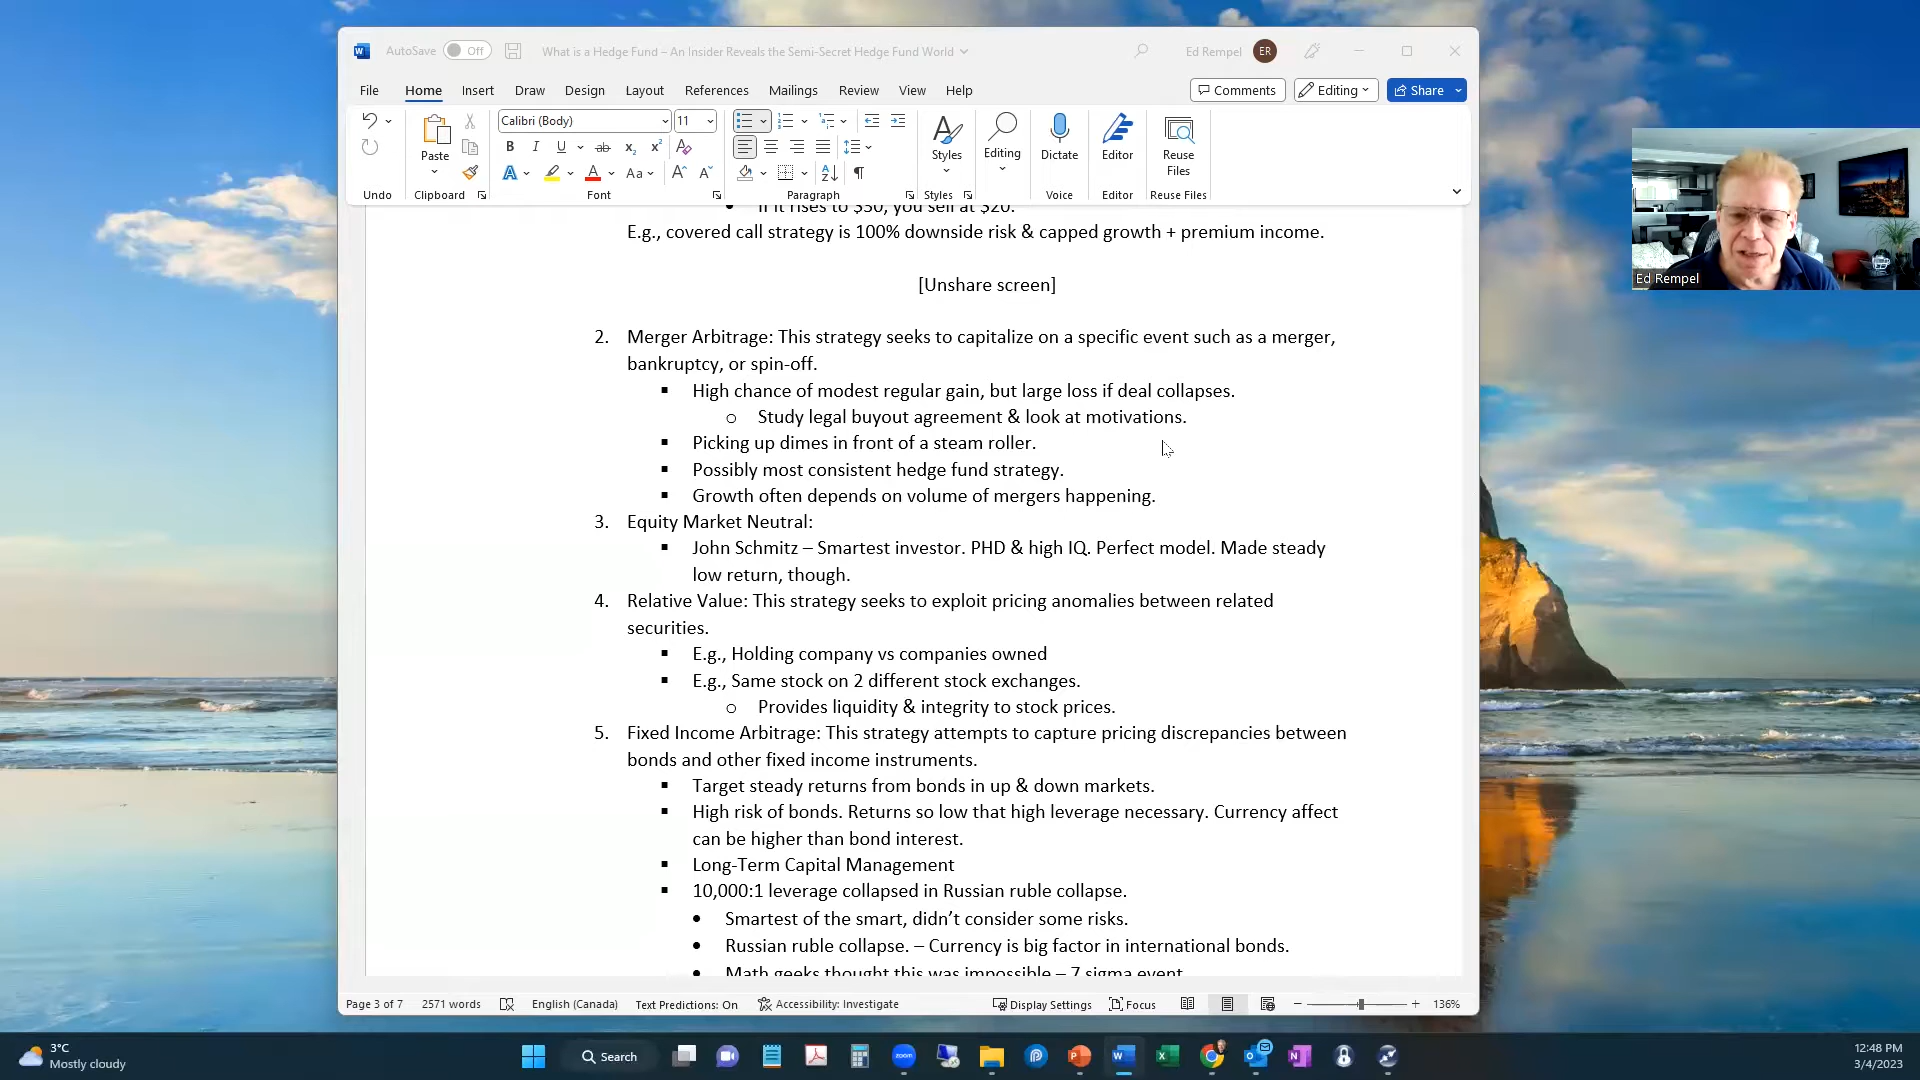 AutoSave Off What is a Hedge Fund – An Insider Reveals the Semi-Secret Hedge Fund World Ed Rempel ER
File Home Insert Draw Design Layout References Mailings Review View Help Comments Editing Share
Calibri (Body) 11
Paste Styles Editing Dictate Editor Reuse Files
Undo Clipboard Font Paragraph Styles Voice Editor Reuse Files
If it rises to $30, you sell at $20.
E.g., covered call strategy is 100% downside risk & capped growth + premium income.
[Unshare screen]
2. Merger Arbitrage: This strategy seeks to capitalize on a specific event such as a merger,
bankruptcy, or spin-off.
▪ High chance of modest regular gain, but large loss if deal collapses.
o Study legal buyout agreement & look at motivations.
▪ Picking up dimes in front of a steam roller.
▪ Possibly most consistent hedge fund strategy.
▪ Growth often depends on volume of mergers happening.
3. Equity Market Neutral:
▪ John Schmitz – Smartest investor. PHD & high IQ. Perfect model. Made steady
low return, though.
4. Relative Value: This strategy seeks to exploit pricing anomalies between related
securities.
▪ E.g., Holding company vs companies owned
▪ E.g., Same stock on 2 different stock exchanges.
o Provides liquidity & integrity to stock prices.
5. Fixed Income Arbitrage: This strategy attempts to capture pricing discrepancies between
bonds and other fixed income instruments.
▪ Target steady returns from bonds in up & down markets.
▪ High risk of bonds. Returns so low that high leverage necessary. Currency affect
can be higher than bond interest.
▪ Long-Term Capital Management
▪ 10,000:1 leverage collapsed in Russian ruble collapse.
• Smartest of the smart, didn’t consider some risks.
• Russian ruble collapse. – Currency is big factor in international bonds.
• Math geeks thought this was impossible – 7 sigma event
Page 3 of 7 2571 words English (Canada) Text Predictions: On Accessibility: Investigate Display Settings Focus 136%
Ed Rempel
3°C
Mostly cloudy
Search
zoom
12:48 PM
3/4/2023